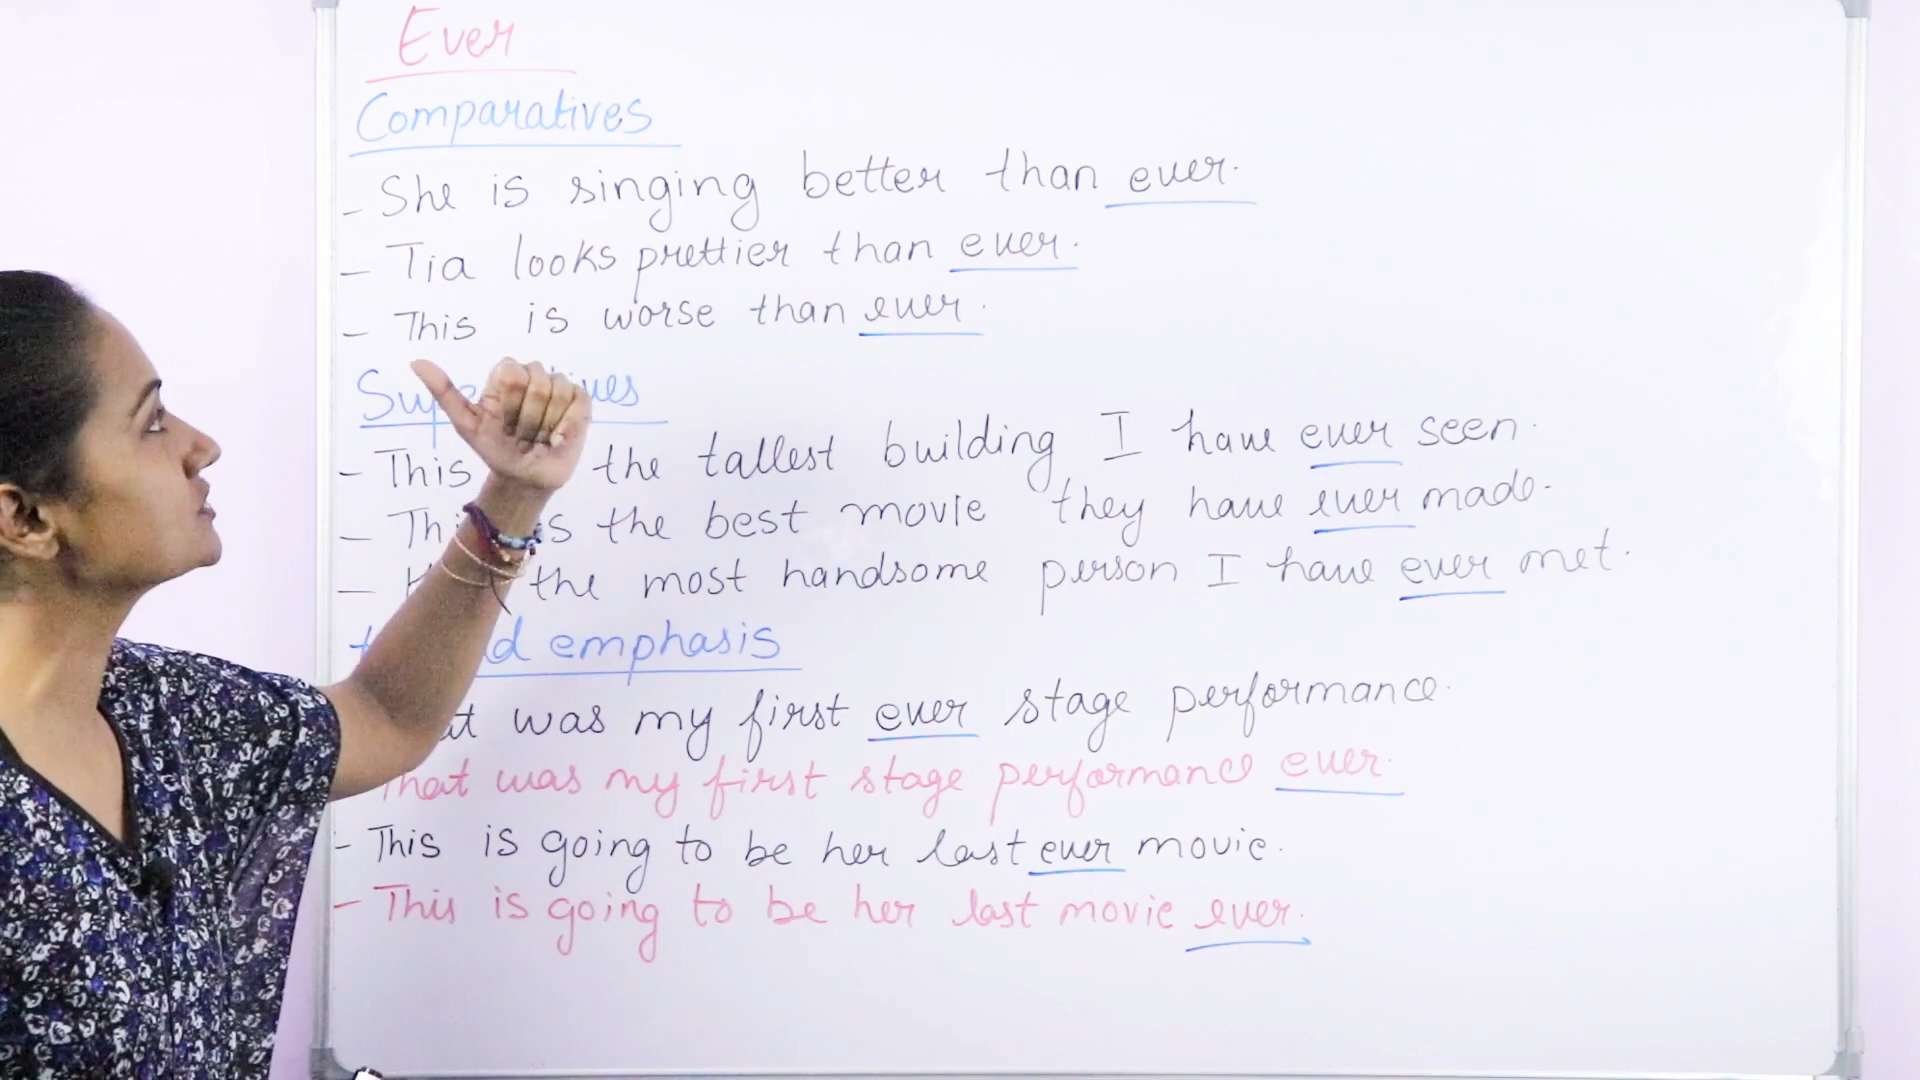 Ever
Comparatives
- She is singing better than ever.
- Tia looks prettier than ever.
- This is worse than ever.
- This the tallest building I have ever seen.
- is the best movie they have ever made.
- the most handsome person I have ever met.
emphasis
was my first ever stage performance.
That was my first stage performance ever.
- This is going to be her last ever movie.
- This is going to be her last movie ever.